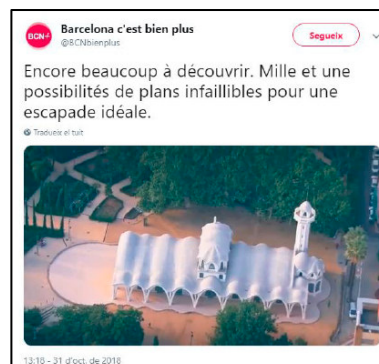 BCN+
Barcelona c'est bien plus
@BCNbienplus
Segueix
Encore beaucoup à découvrir. Mille et une
possibilités de plans infaillibles pour une
escapade idéale.
Tradueix el tuit
13:18 - 31 d'oct. de 2018